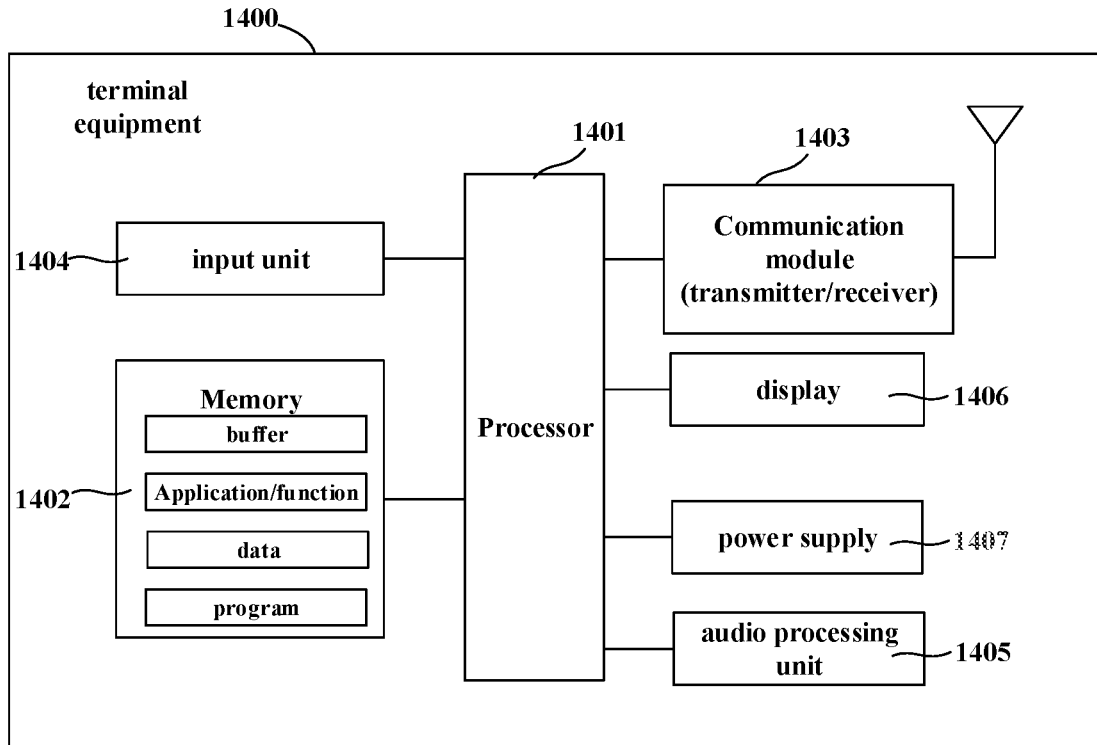 1400
terminal
equipment
1401
1403
Communication
module
(transmitter/receiver)
1404
input unit
Processor
display
1406
Memory
buffer
Application/function
data
program
1402
power supply
1407
audio processing
unit
1405